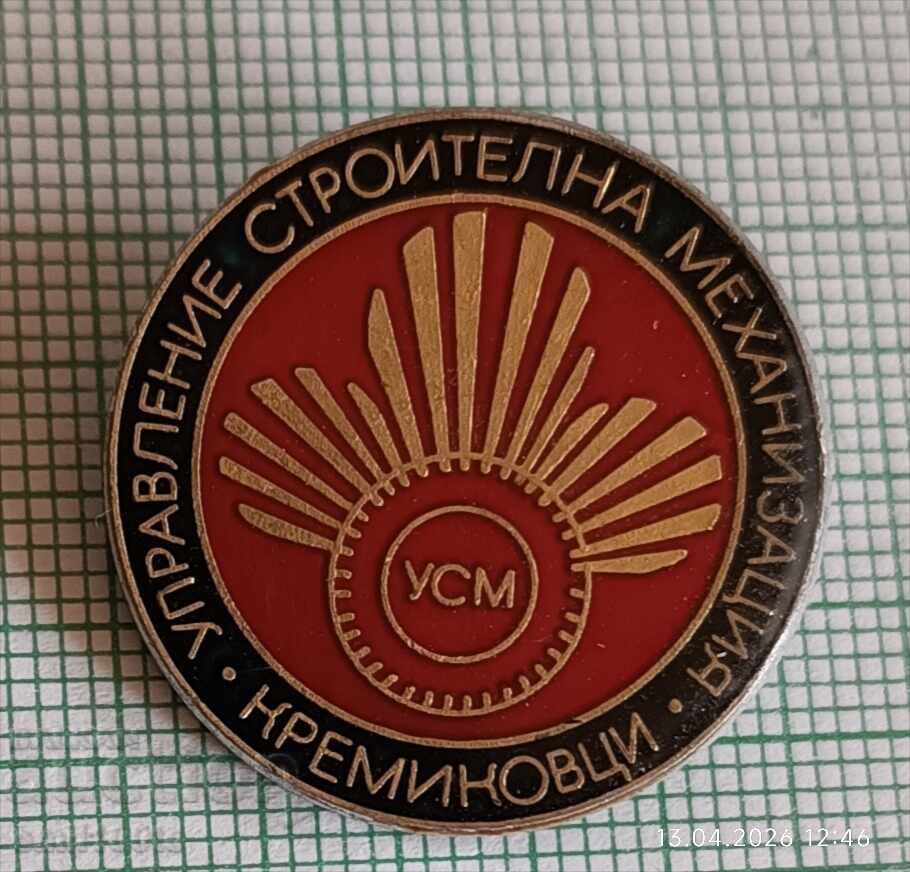 УПРАВЛЕНИЕ СТРОИТЕЛНА МЕХАНИЗАЦИЯ
• КРЕМИКОВЦИ •
УСМ
13.04.2026 12:46